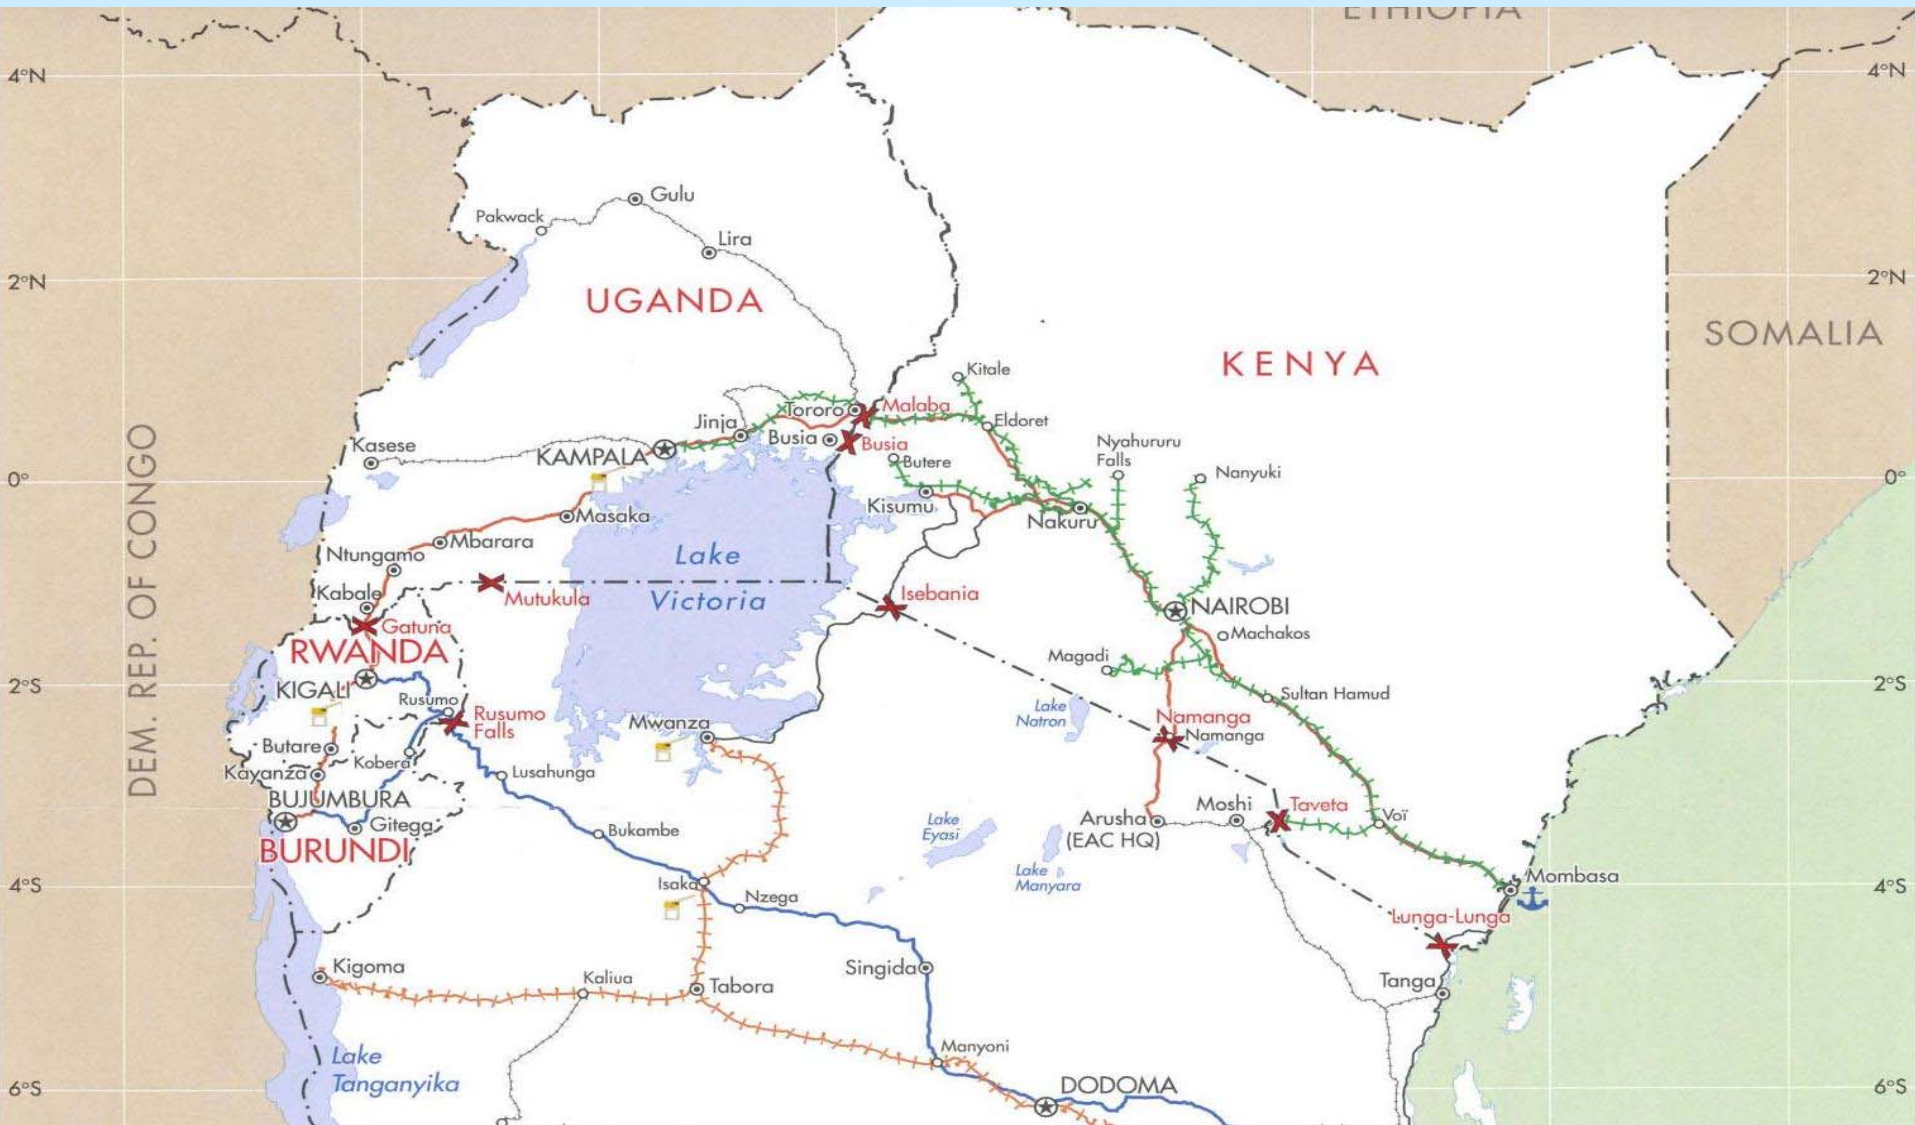 ETHIOPIA
4°N
4°N
Gulu
Pakwack
Lira
2°N
2°N
UGANDA
SOMALIA
KENYA
Kitale
Malaba
Tororo
Jinja
Eldoret
Busia
Busia
Nyahururu
Falls
Kasese
KAMPALA
Butere
Nanyuki
DEM. REP. OF CONGO
0°
0°
Kisumu
Masaka
Nakuru
Mbarara
Ntungamo
Lake
Victoria
Kabale
Mutukula
Isebania
NAIROBI
Gatuna
Machakos
RWANDA
Magadi
KIGALI
2°S
2°S
Rusumo
Sultan Hamud
Rusumo
Falls
Lake
Natron
Namanga
Namanga
Mwanza
Butare
Kobera
Kayanza
Lusahunga
BUJUMBURA
Moshi
Taveta
Voï
Gitega
Bukambe
Lake
Eyasi
Arusha
(EAC HQ)
BURUNDI
Lake
Manyara
Mombasa
4°S
4°S
Isaka
Nzega
Lunga-Lunga
Kigoma
Kaliua
Tabora
Singida
Tanga
Manyoni
Lake
Tanganyika
DODOMA
6°S
6°S